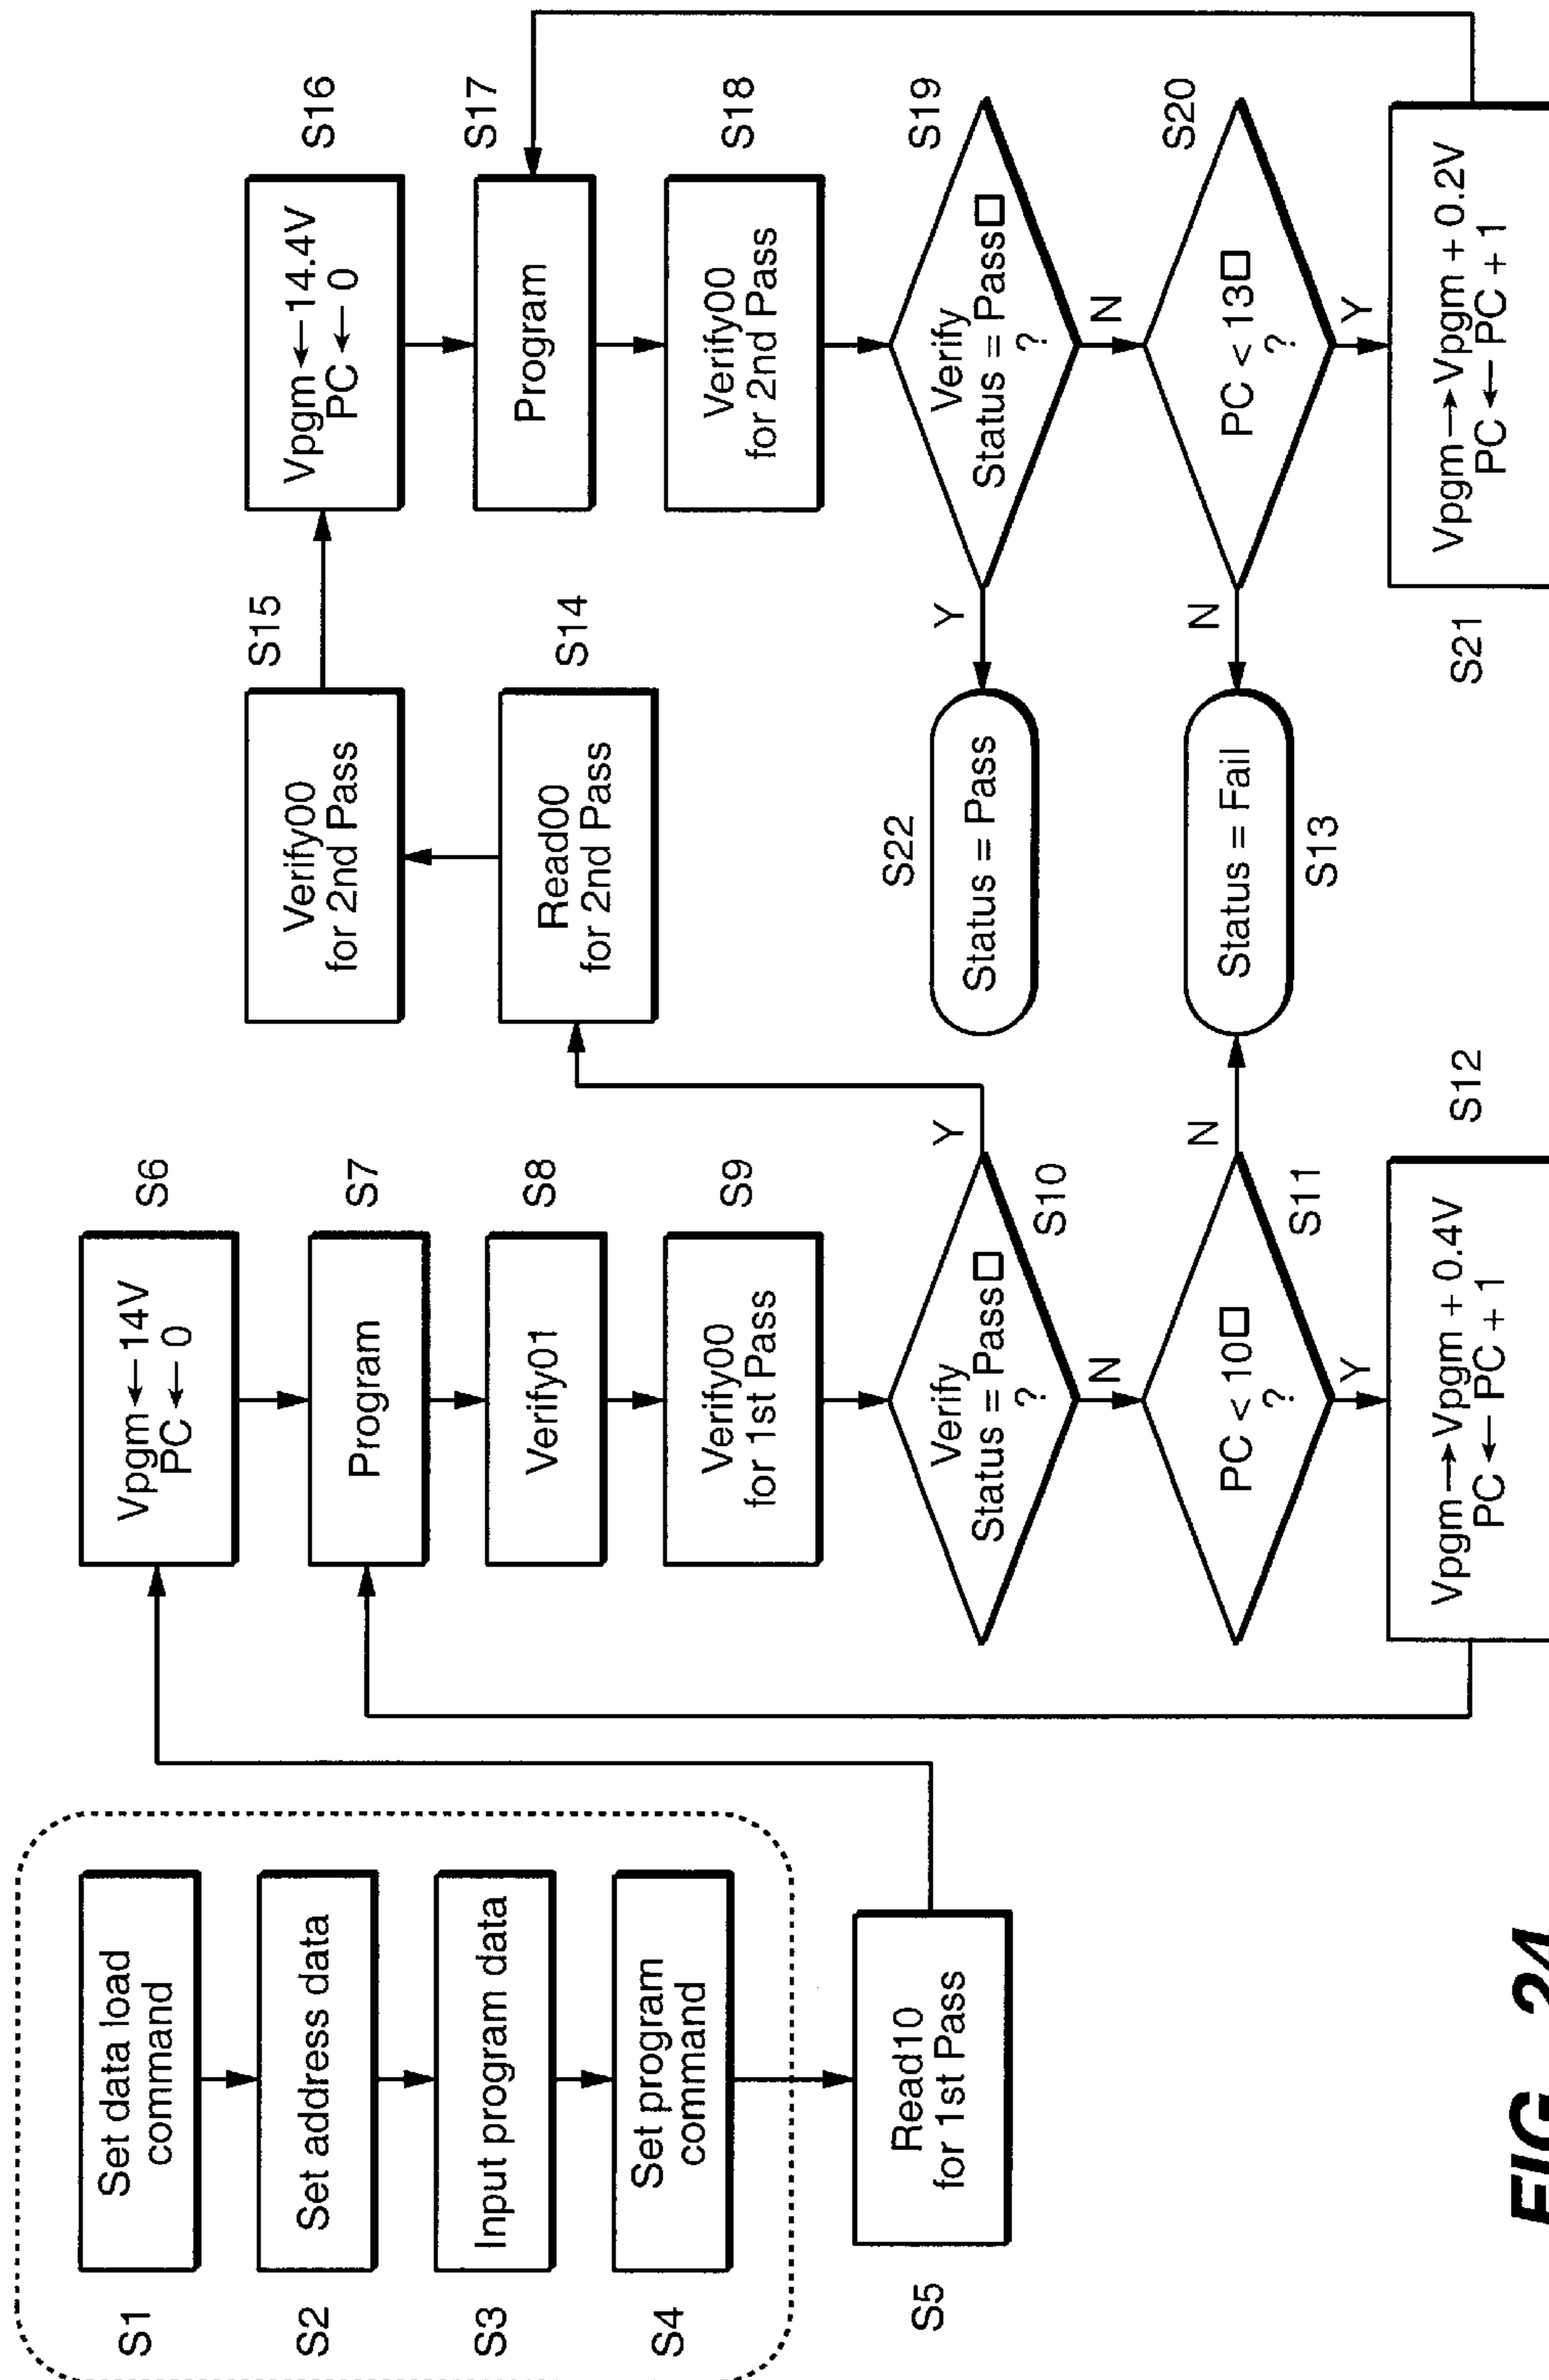 S1
Set data load
command
S2
Set address data
S3
Input program data
S4
Set program
command
S5
Read10
for 1st Pass
Vpgm ← 14V
PC ← 0
S6
Program
S7
Verify01
S8
Verify00
for 1st Pass
S9
Verify
Status = Pass□
?
S10
Y
N
PC < 10□
?
S11
N
Y
Vpgm → Vpgm + 0.4V
PC ← PC + 1
S12
Status = Fail
S13
Read00
for 2nd Pass
S14
Verify00
for 2nd Pass
S15
Vpgm ← 14.4V
PC ← 0
S16
Program
S17
Verify00
for 2nd Pass
S18
Verify
Status = Pass□
?
S19
Y
N
Status = Pass
S22
PC < 13□
?
S20
N
Y
Vpgm → Vpgm + 0.2V
PC ← PC + 1
S21
FIG_24